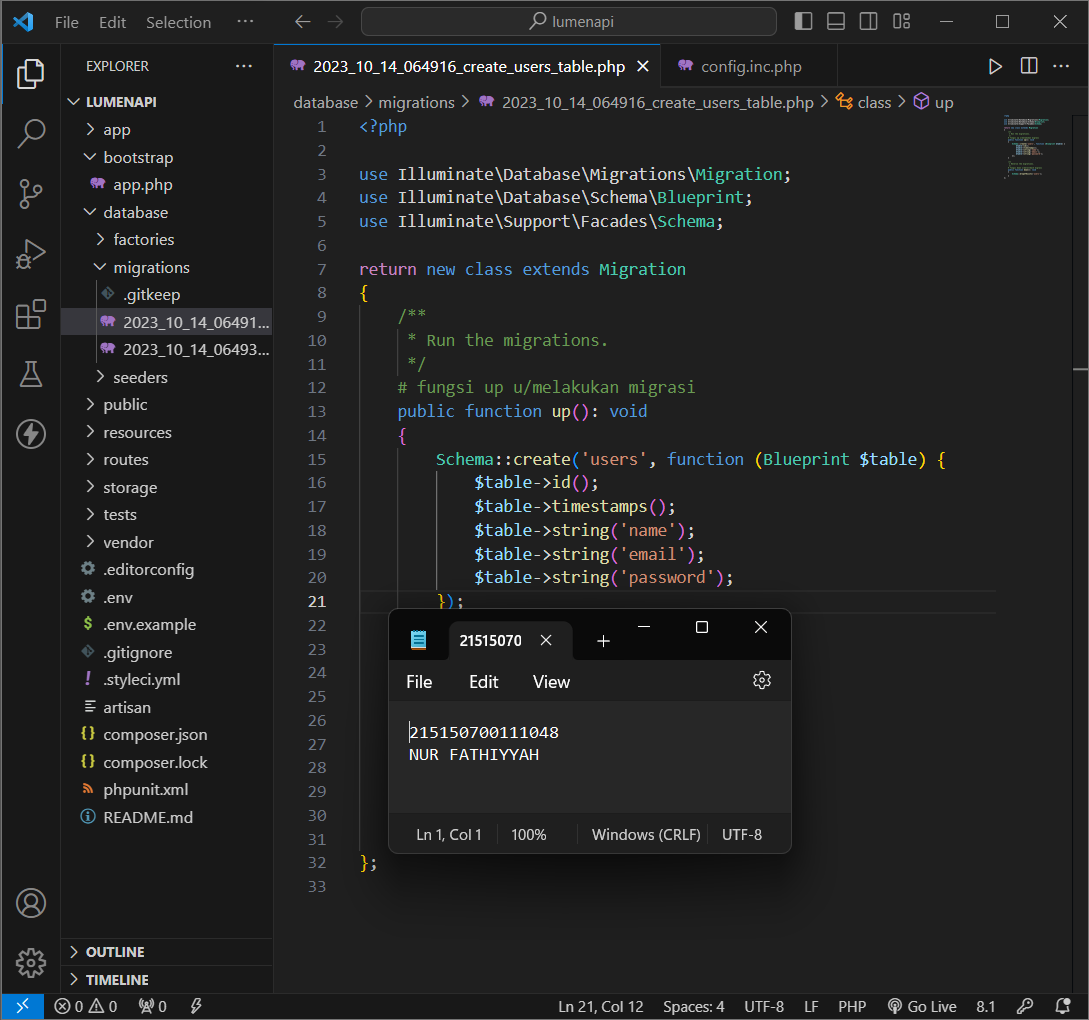 File Edit Selection ··· lumenapi
EXPLORER ···
LUMENAPI
app
bootstrap
app.php
database
factories
migrations
.gitkeep
2023_10_14_06491...
2023_10_14_06493...
seeders
public
resources
routes
storage
tests
vendor
.editorconfig
.env
.env.example
.gitignore
.styleci.yml
artisan
composer.json
composer.lock
phpunit.xml
README.md
OUTLINE
TIMELINE
2023_10_14_064916_create_users_table.php config.inc.php
database > migrations > 2023_10_14_064916_create_users_table.php > class > up
1 <?php
2
3 use Illuminate\Database\Migrations\Migration;
4 use Illuminate\Database\Schema\Blueprint;
5 use Illuminate\Support\Facades\Schema;
6
7 return new class extends Migration
8 {
9 /**
10 * Run the migrations.
11 */
12 # fungsi up u/melakukan migrasi
13 public function up(): void
14 {
15 Schema::create('users', function (Blueprint $table) {
16 $table->id();
17 $table->timestamps();
18 $table->string('name');
19 $table->string('email');
20 $table->string('password');
21 });
22
23
24
25
26
27
28
29
30
31
32 };
33
21515070
File Edit View
215150700111048
NUR FATHIYYAH
Ln 1, Col 1 100% Windows (CRLF) UTF-8
0 0 0 Ln 21, Col 12 Spaces: 4 UTF-8 LF PHP Go Live 8.1